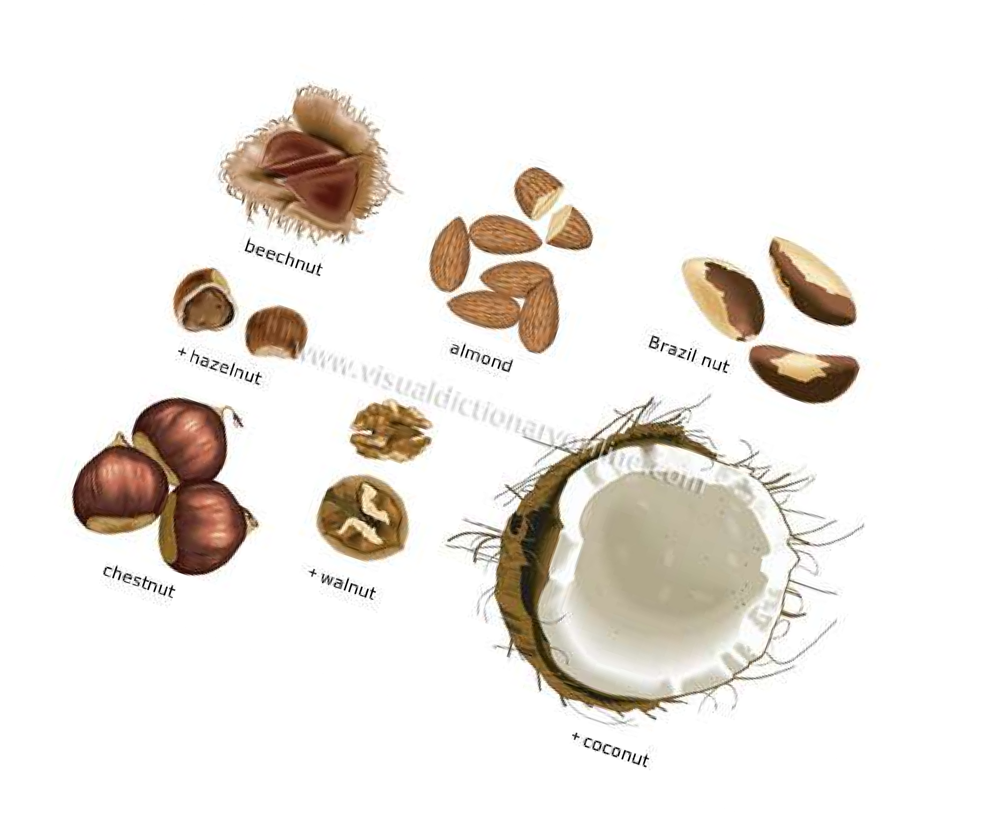 beechnut
almond
Brazil nut
+ hazelnut
www.visualdictionaryonline.com
chestnut
+ walnut
+ coconut